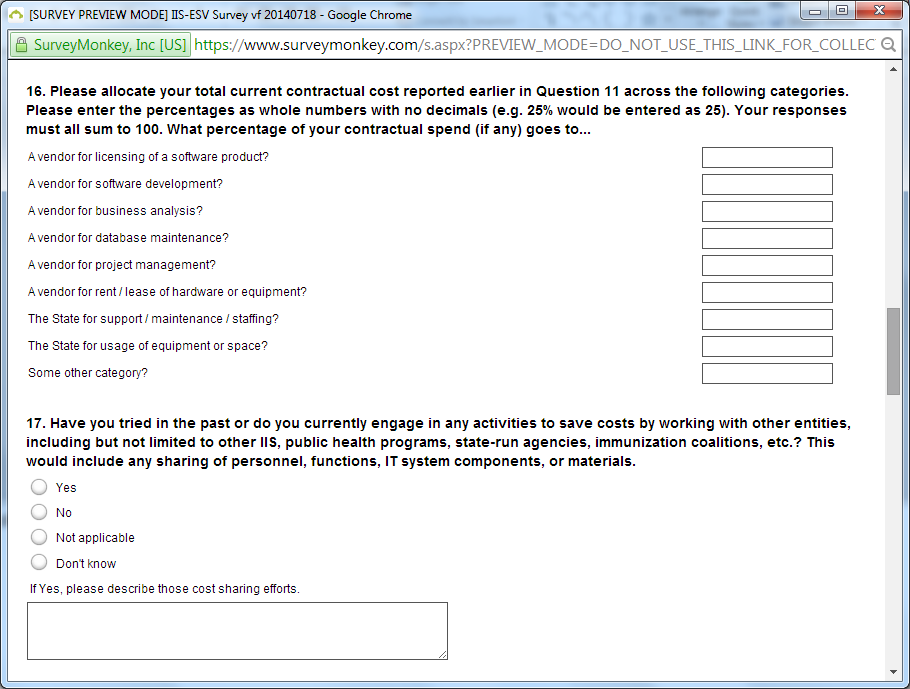 [SURVEY PREVIEW MODE] IIS-ESV Survey vf 20140718 - Google Chrome
SurveyMonkey, Inc [US] https://www.surveymonkey.com/s.aspx?PREVIEW_MODE=DO_NOT_USE_THIS_LINK_FOR_COLLEC
16. Please allocate your total current contractual cost reported earlier in Question 11 across the following categories.
Please enter the percentages as whole numbers with no decimals (e.g. 25% would be entered as 25). Your responses
must all sum to 100. What percentage of your contractual spend (if any) goes to...
A vendor for licensing of a software product?
A vendor for software development?
A vendor for business analysis?
A vendor for database maintenance?
A vendor for project management?
A vendor for rent / lease of hardware or equipment?
The State for support / maintenance / staffing?
The State for usage of equipment or space?
Some other category?
17. Have you tried in the past or do you currently engage in any activities to save costs by working with other entities,
including but not limited to other IIS, public health programs, state-run agencies, immunization coalitions, etc.? This
would include any sharing of personnel, functions, IT system components, or materials.
Yes
No
Not applicable
Don't know
If Yes, please describe those cost sharing efforts.